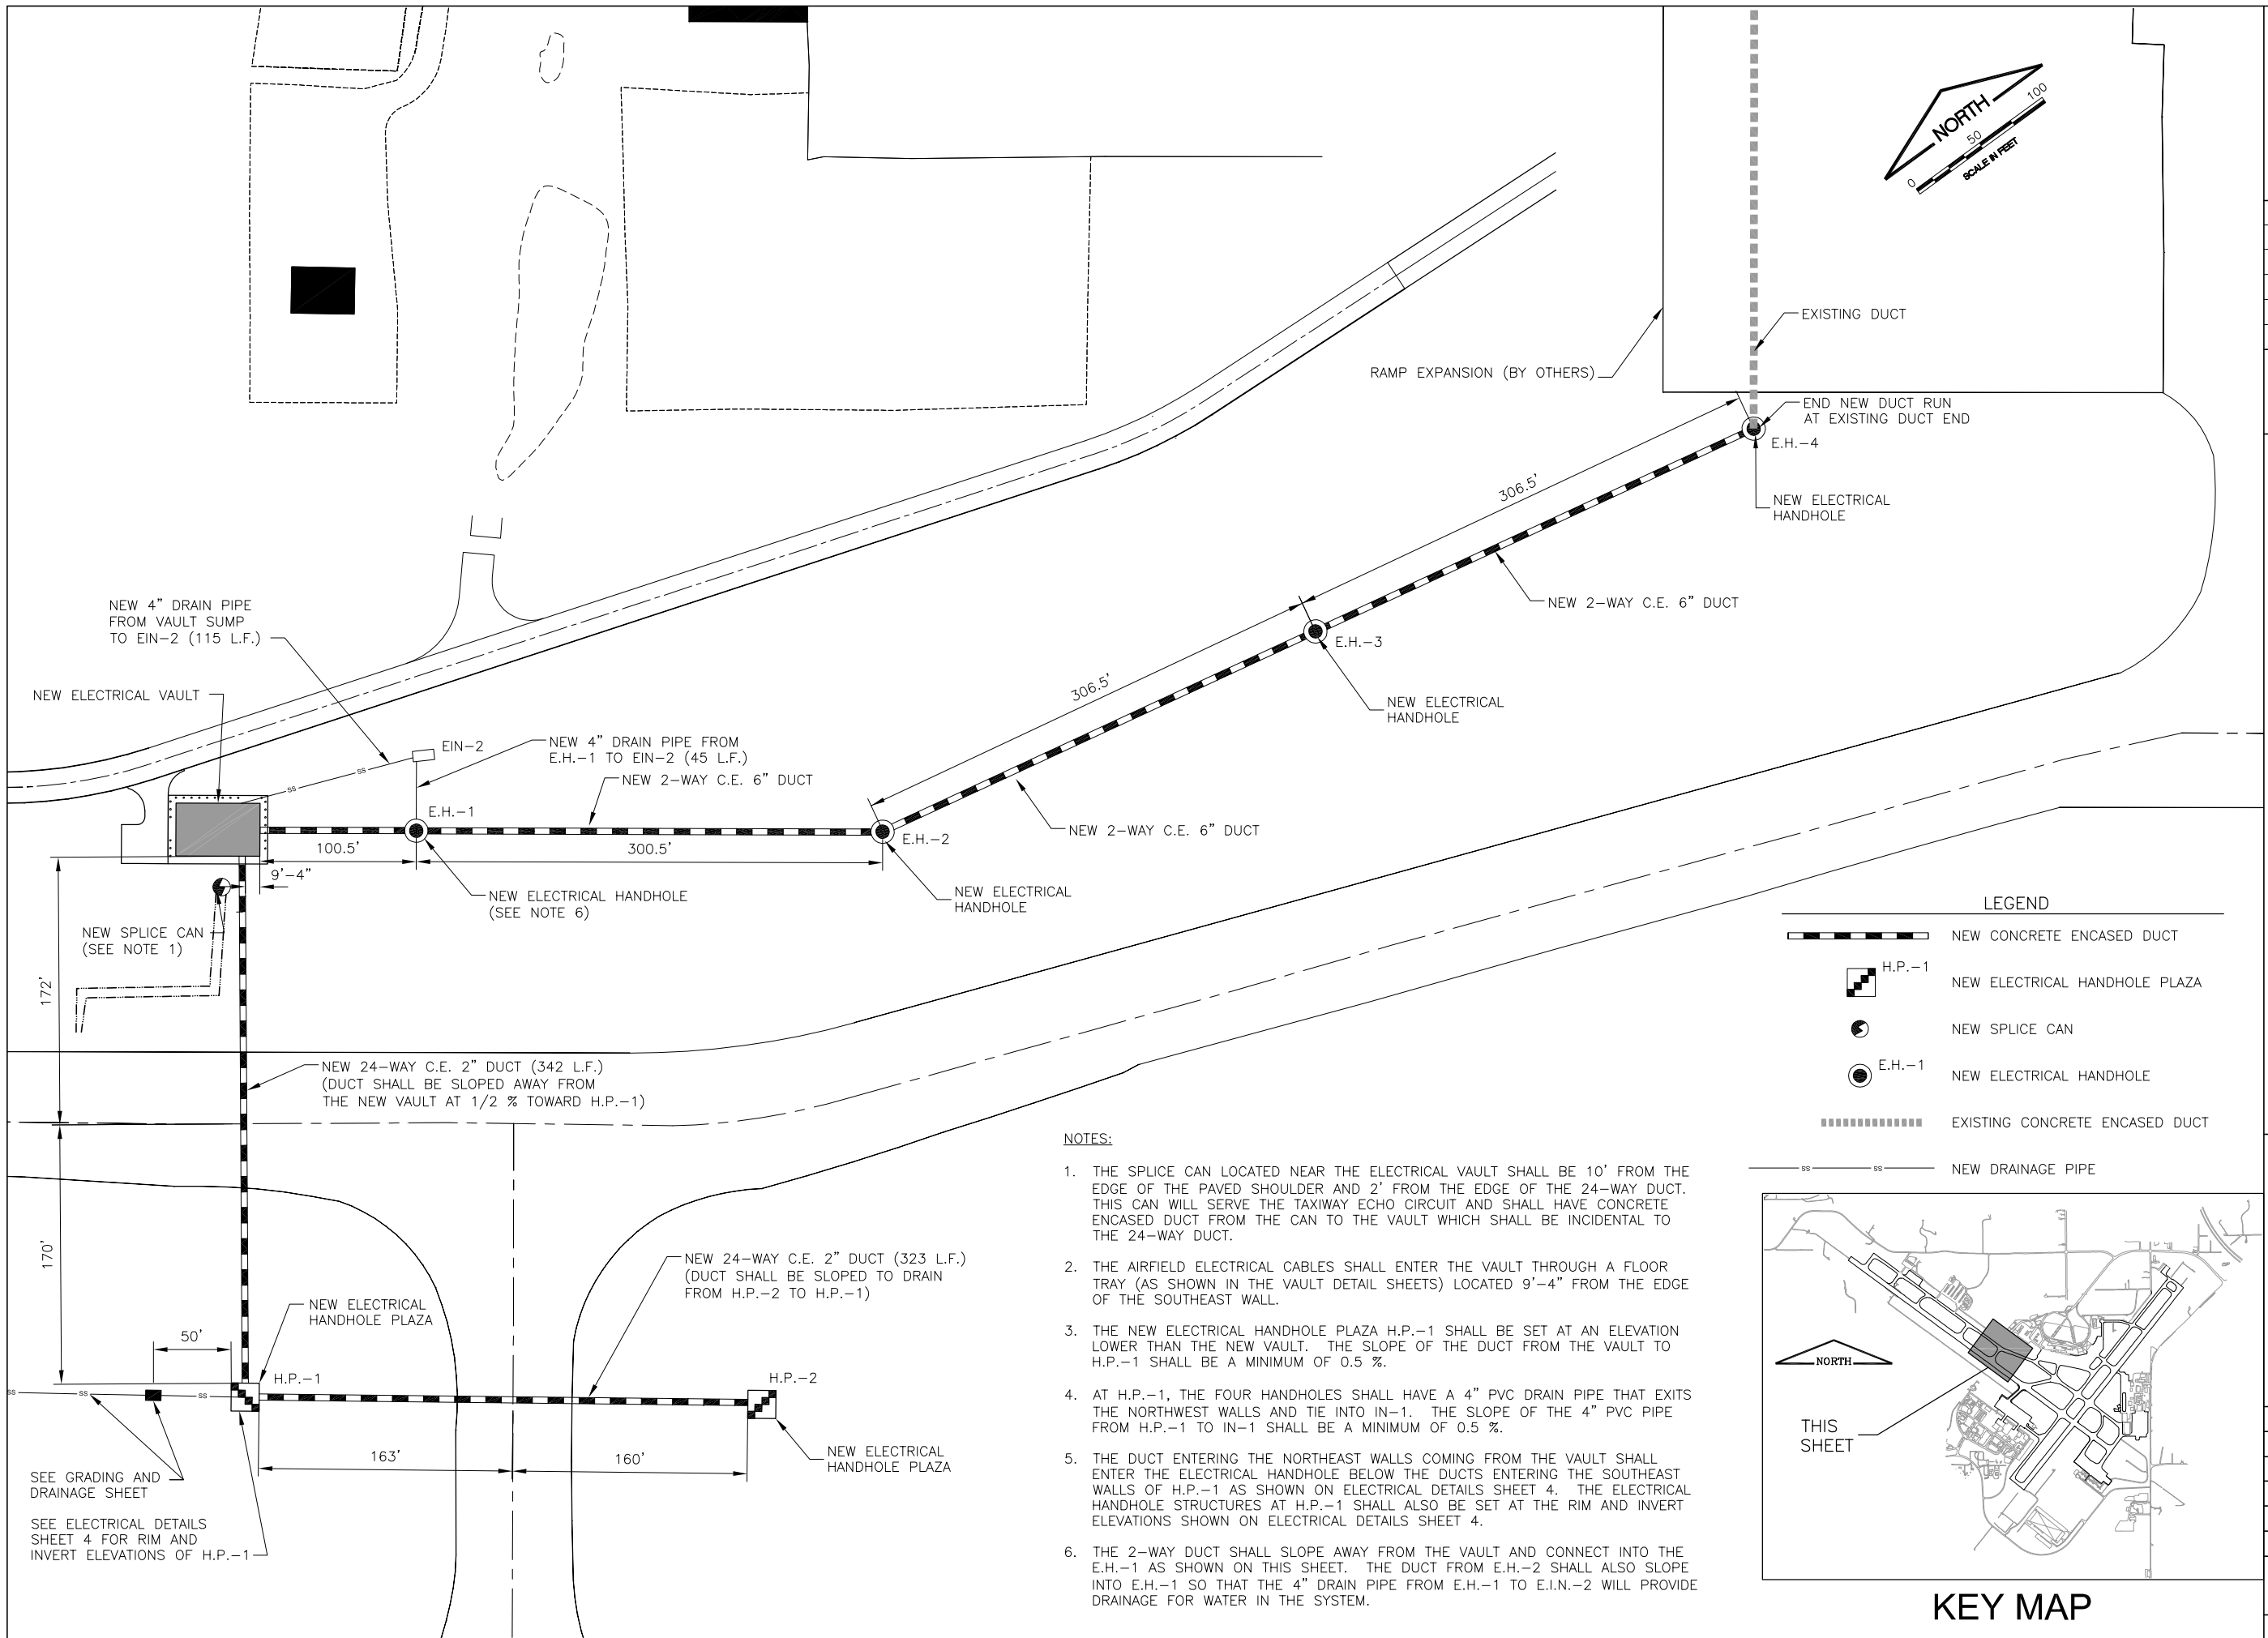 NORTH
0
50
100
SCALE IN FEET
EXISTING DUCT
RAMP EXPANSION (BY OTHERS)
END NEW DUCT RUN
AT EXISTING DUCT END
E.H.-4
306.5'
NEW ELECTRICAL
HANDHOLE
NEW 2-WAY C.E. 6" DUCT
E.H.-3
306.5'
NEW ELECTRICAL
HANDHOLE
NEW 2-WAY C.E. 6" DUCT
NEW 4" DRAIN PIPE
FROM VAULT SUMP
TO EIN-2 (115 L.F.)
NEW ELECTRICAL VAULT
ss
ss
EIN-2
NEW 4" DRAIN PIPE FROM
E.H.-1 TO EIN-2 (45 L.F.)
NEW 2-WAY C.E. 6" DUCT
E.H.-1
E.H.-2
100.5'
300.5'
9'-4"
NEW ELECTRICAL HANDHOLE
(SEE NOTE 6)
NEW ELECTRICAL
HANDHOLE
NEW SPLICE CAN
(SEE NOTE 1)
172'
NEW 24-WAY C.E. 2" DUCT (342 L.F.)
(DUCT SHALL BE SLOPED AWAY FROM
THE NEW VAULT AT 1/2 % TOWARD H.P.-1)
170'
NEW 24-WAY C.E. 2" DUCT (323 L.F.)
(DUCT SHALL BE SLOPED TO DRAIN
FROM H.P.-2 TO H.P.-1)
NEW ELECTRICAL
HANDHOLE PLAZA
50'
H.P.-1
H.P.-2
ss
ss
ss
163'
160'
NEW ELECTRICAL
HANDHOLE PLAZA
SEE GRADING AND
DRAINAGE SHEET
SEE ELECTRICAL DETAILS
SHEET 4 FOR RIM AND
INVERT ELEVATIONS OF H.P.-1
NOTES:
1. THE SPLICE CAN LOCATED NEAR THE ELECTRICAL VAULT SHALL BE 10' FROM THE
EDGE OF THE PAVED SHOULDER AND 2' FROM THE EDGE OF THE 24-WAY DUCT.
THIS CAN WILL SERVE THE TAXIWAY ECHO CIRCUIT AND SHALL HAVE CONCRETE
ENCASED DUCT FROM THE CAN TO THE VAULT WHICH SHALL BE INCIDENTAL TO
THE 24-WAY DUCT.
2. THE AIRFIELD ELECTRICAL CABLES SHALL ENTER THE VAULT THROUGH A FLOOR
TRAY (AS SHOWN IN THE VAULT DETAIL SHEETS) LOCATED 9'-4" FROM THE EDGE
OF THE SOUTHEAST WALL.
3. THE NEW ELECTRICAL HANDHOLE PLAZA H.P.-1 SHALL BE SET AT AN ELEVATION
LOWER THAN THE NEW VAULT. THE SLOPE OF THE DUCT FROM THE VAULT TO
H.P.-1 SHALL BE A MINIMUM OF 0.5 %.
4. AT H.P.-1, THE FOUR HANDHOLES SHALL HAVE A 4" PVC DRAIN PIPE THAT EXITS
THE NORTHWEST WALLS AND TIE INTO IN-1. THE SLOPE OF THE 4" PVC PIPE
FROM H.P.-1 TO IN-1 SHALL BE A MINIMUM OF 0.5 %.
5. THE DUCT ENTERING THE NORTHEAST WALLS COMING FROM THE VAULT SHALL
ENTER THE ELECTRICAL HANDHOLE BELOW THE DUCTS ENTERING THE SOUTHEAST
WALLS OF H.P.-1 AS SHOWN ON ELECTRICAL DETAILS SHEET 4. THE ELECTRICAL
HANDHOLE STRUCTURES AT H.P.-1 SHALL ALSO BE SET AT THE RIM AND INVERT
ELEVATIONS SHOWN ON ELECTRICAL DETAILS SHEET 4.
6. THE 2-WAY DUCT SHALL SLOPE AWAY FROM THE VAULT AND CONNECT INTO THE
E.H.-1 AS SHOWN ON THIS SHEET. THE DUCT FROM E.H.-2 SHALL ALSO SLOPE
INTO E.H.-1 SO THAT THE 4" DRAIN PIPE FROM E.H.-1 TO E.I.N.-2 WILL PROVIDE
DRAINAGE FOR WATER IN THE SYSTEM.
LEGEND
NEW CONCRETE ENCASED DUCT
H.P.-1
NEW ELECTRICAL HANDHOLE PLAZA
NEW SPLICE CAN
E.H.-1
NEW ELECTRICAL HANDHOLE
EXISTING CONCRETE ENCASED DUCT
ss
ss
NEW DRAINAGE PIPE
NORTH
THIS
SHEET
KEY MAP